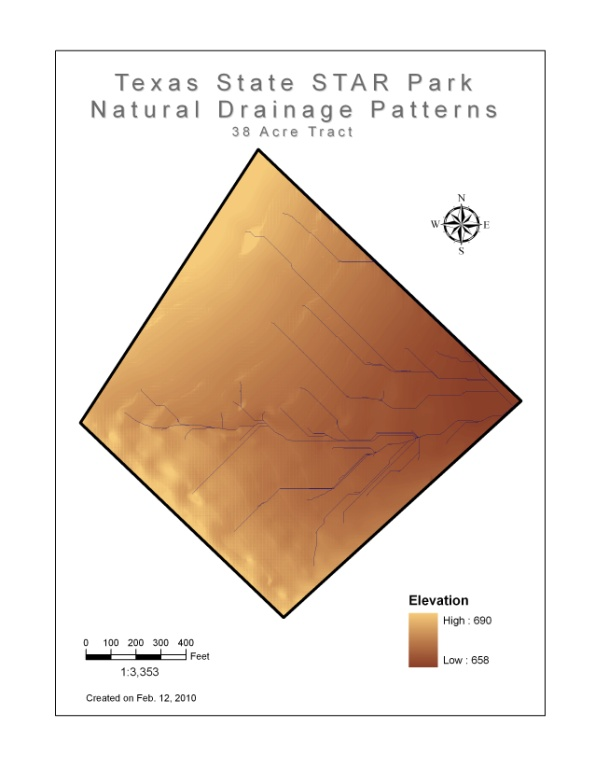 Texas State STAR Park
Natural Drainage Patterns
38 Acre Tract
N
W E
S
Elevation
High : 690
Low : 658
0 100 200 300 400
Feet
1:3,353
Created on Feb. 12, 2010